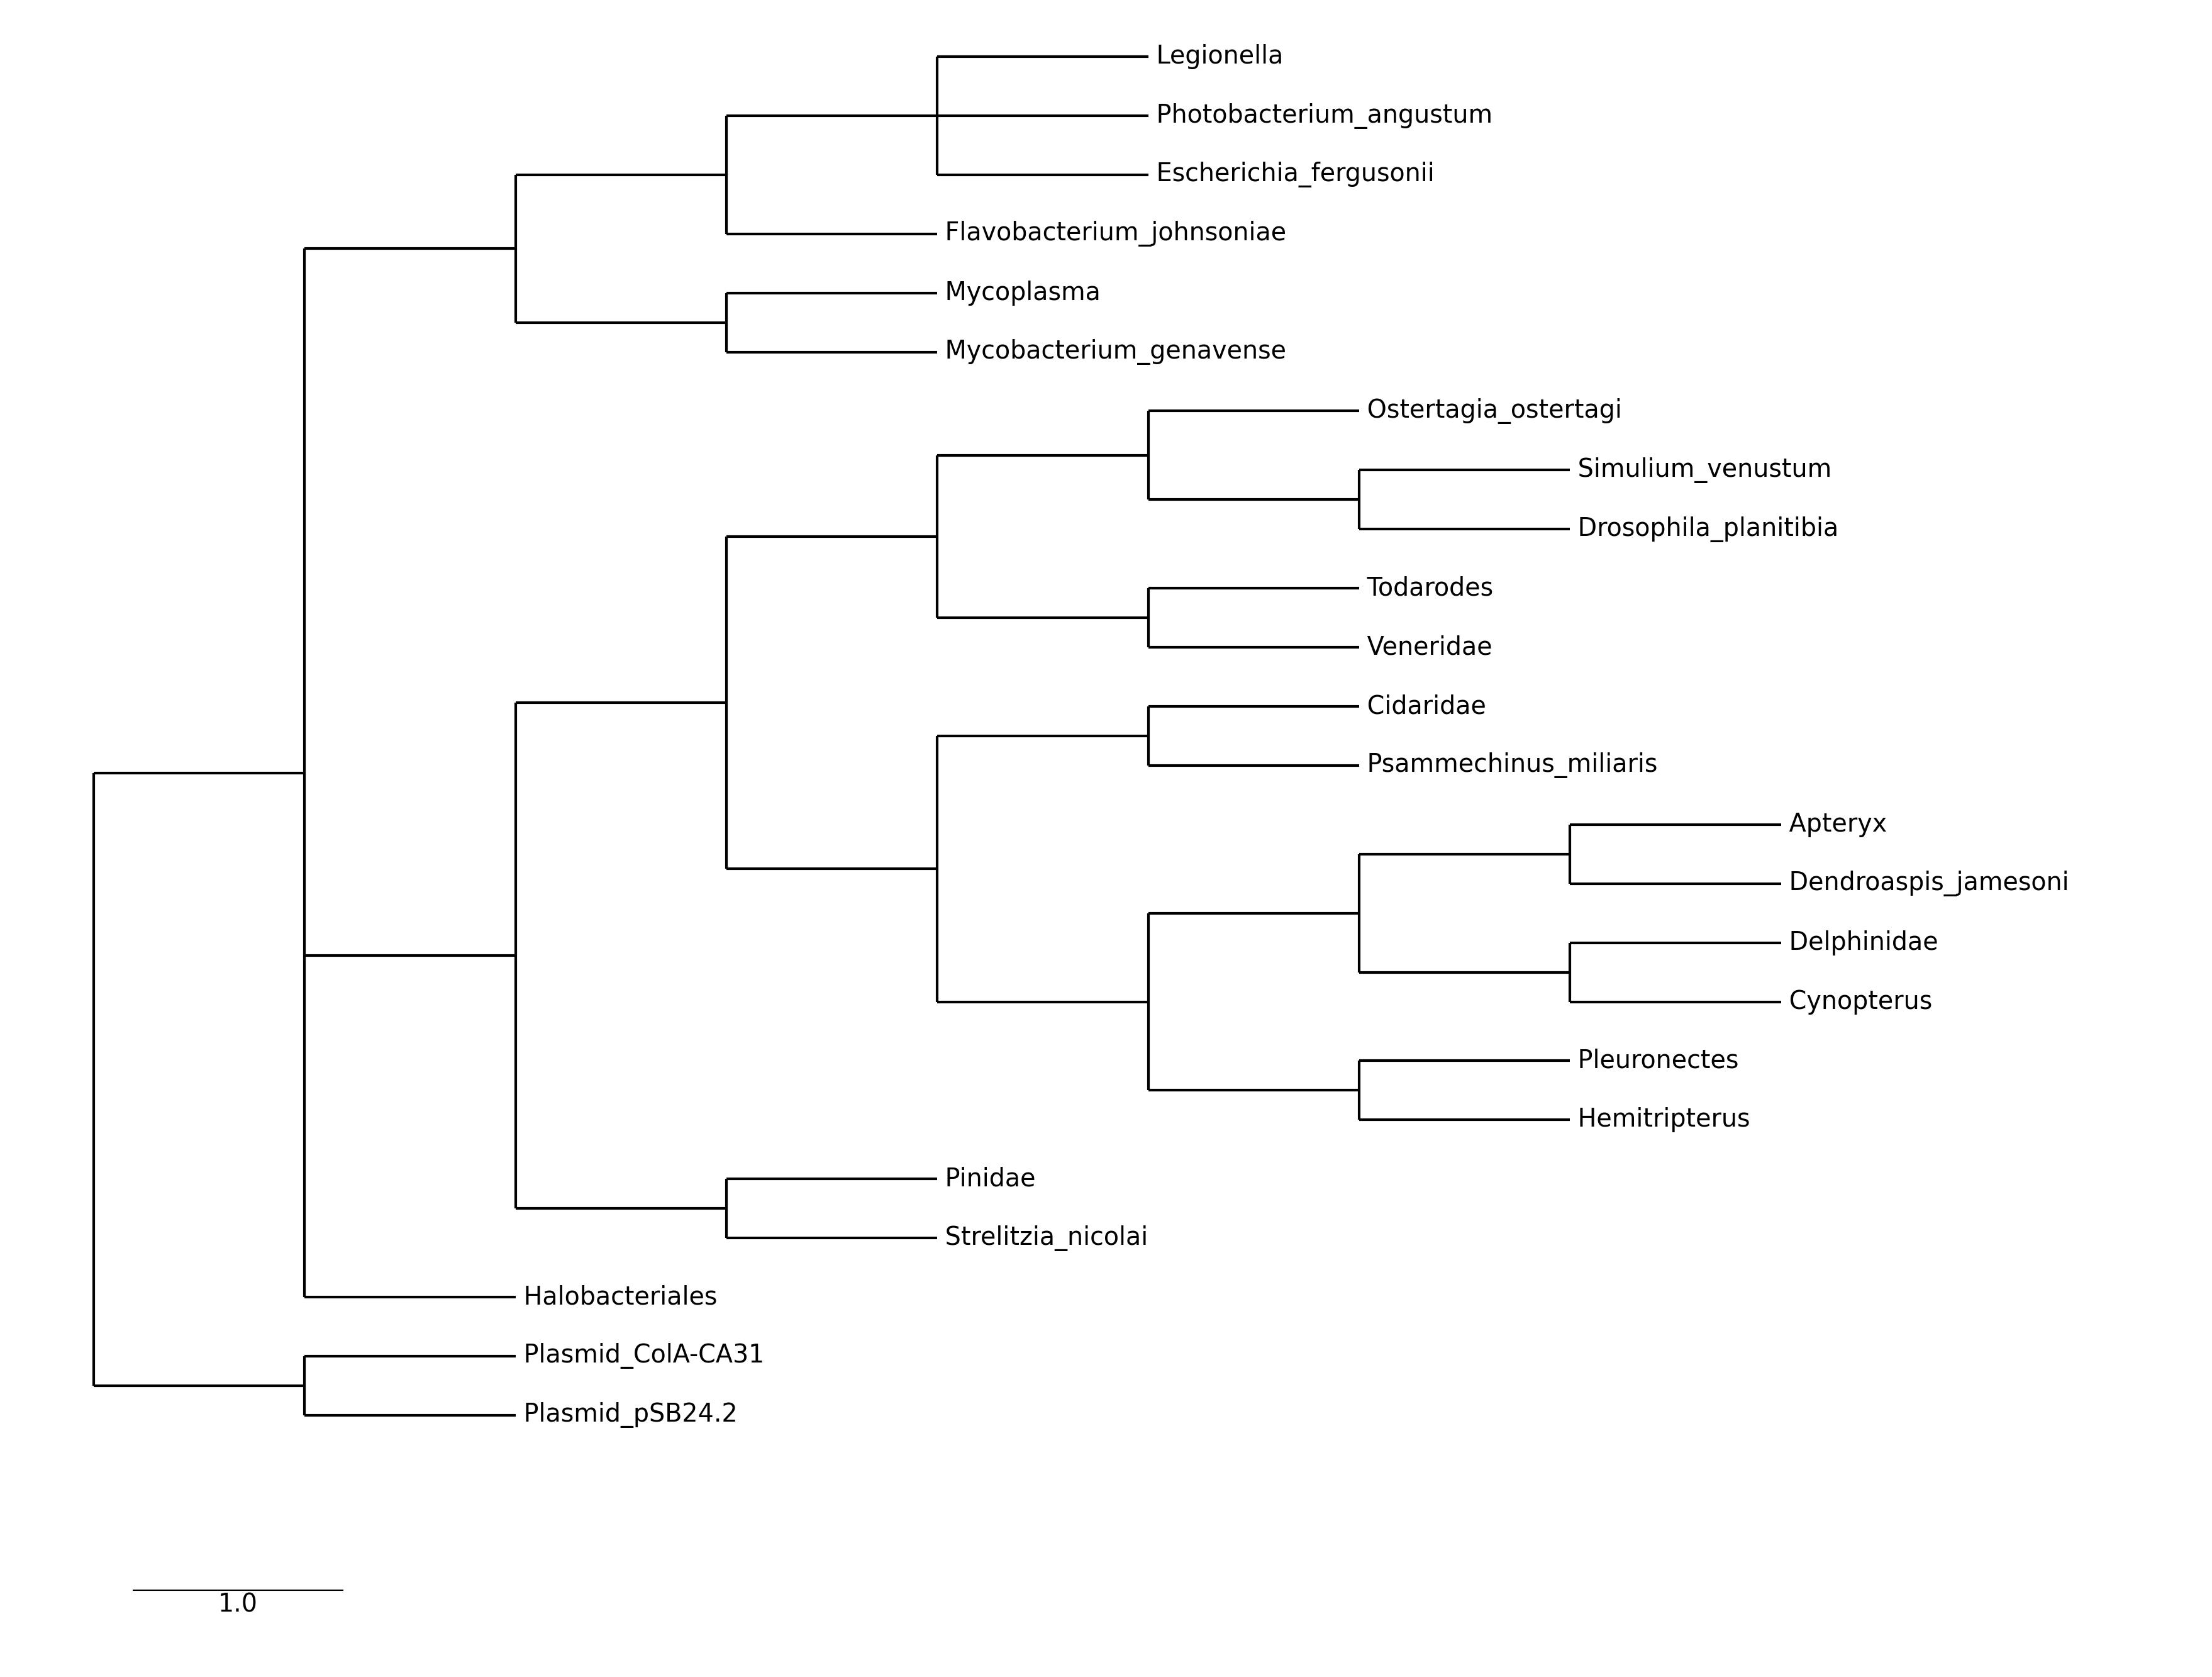 Legionella
Photobacterium_angustum
Escherichia_fergusonii
Flavobacterium_johnsoniae
Mycoplasma
Mycobacterium_genavense
Ostertagia_ostertagi
Simulium_venustum
Drosophila_planitibia
Todarodes
Veneridae
Cidaridae
Psammechinus_miliaris
Apteryx
Dendroaspis_jamesoni
Delphinidae
Cynopterus
Pleuronectes
Hemitripterus
Pinidae
Strelitzia_nicolai
Halobacteriales
Plasmid_ColA-CA31
Plasmid_pSB24.2
1.0